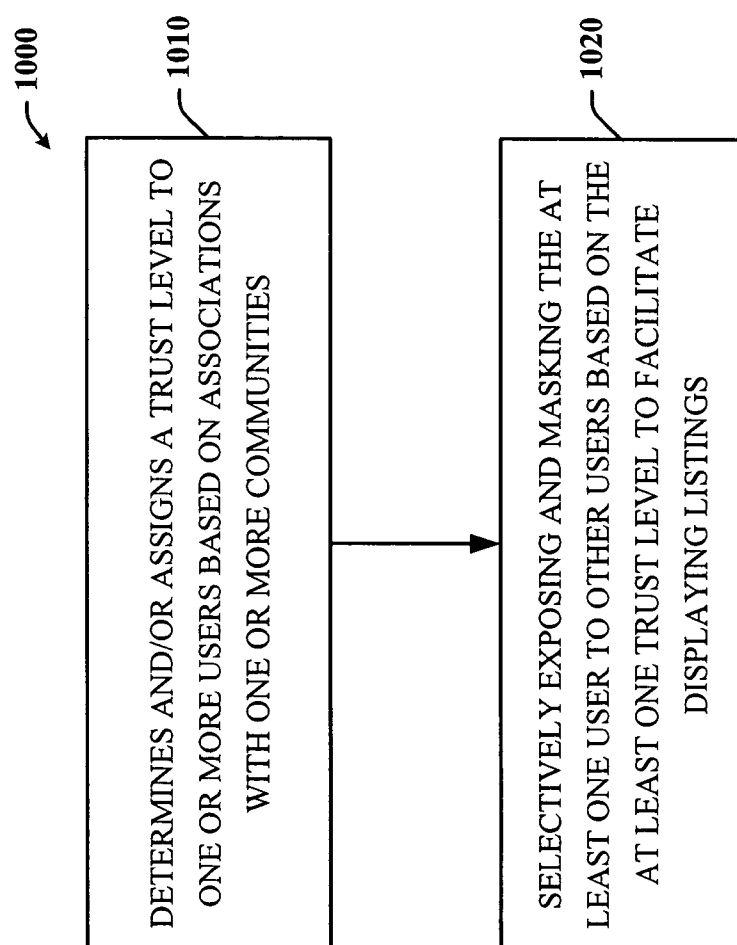 1000
1010
DETERMINES AND/OR ASSIGNS A TRUST LEVEL TO
ONE OR MORE USERS BASED ON ASSOCIATIONS
WITH ONE OR MORE COMMUNITIES
1020
SELECTIVELY EXPOSING AND MASKING THE AT
LEAST ONE USER TO OTHER USERS BASED ON THE
AT LEAST ONE TRUST LEVEL TO FACILITATE
DISPLAYING LISTINGS